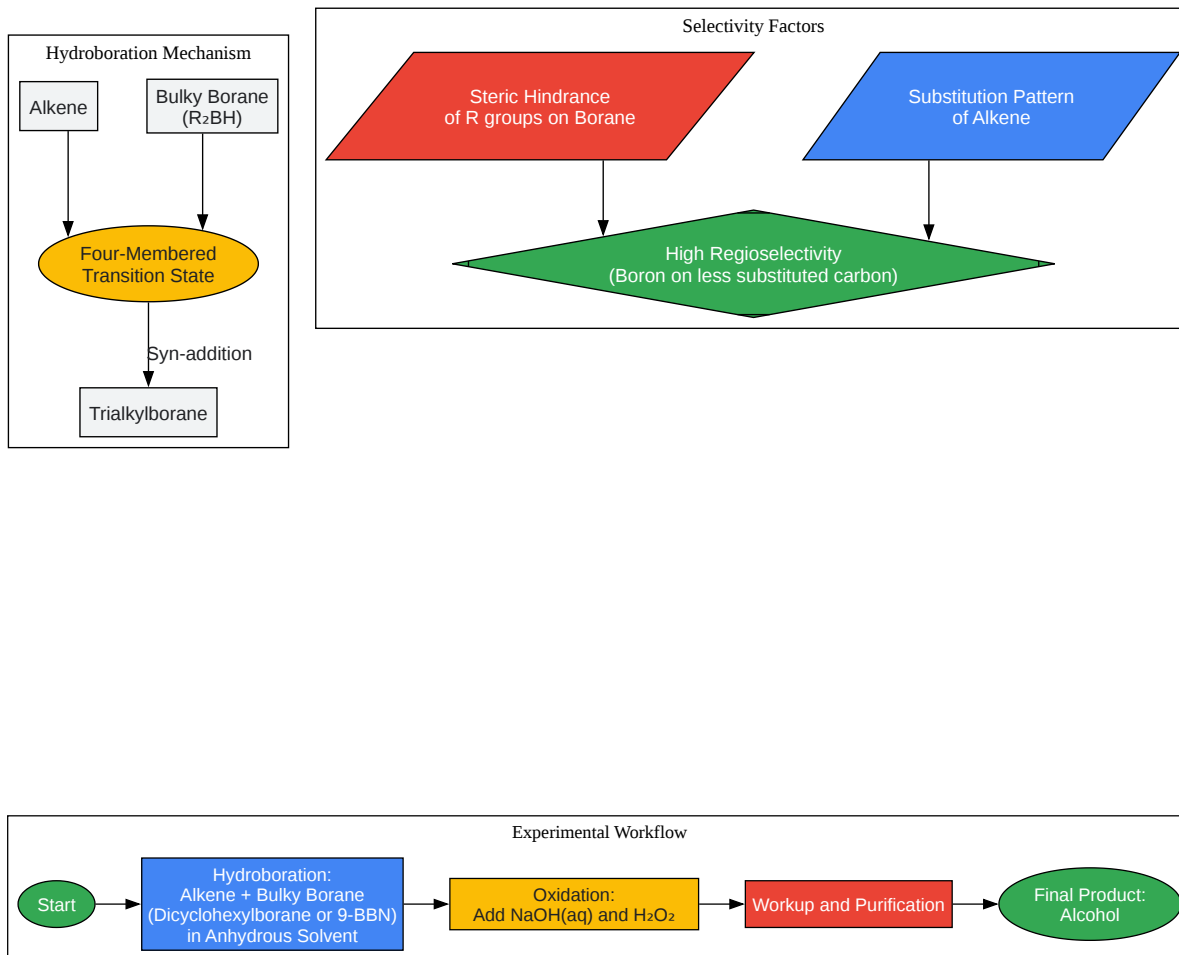 Hydroboration Mechanism
Alkene
Bulky Borane
(R₂BH)
Four-Membered
Transition State
Syn-addition
Trialkylborane
Selectivity Factors
Steric Hindrance
of R groups on Borane
Substitution Pattern
of Alkene
High Regioselectivity
(Boron on less substituted carbon)
Experimental Workflow
Start
Hydroboration:
Alkene + Bulky Borane
(Dicyclohexylborane or 9-BBN)
in Anhydrous Solvent
Oxidation:
Add NaOH(aq) and H₂O₂
Workup and Purification
Final Product:
Alcohol